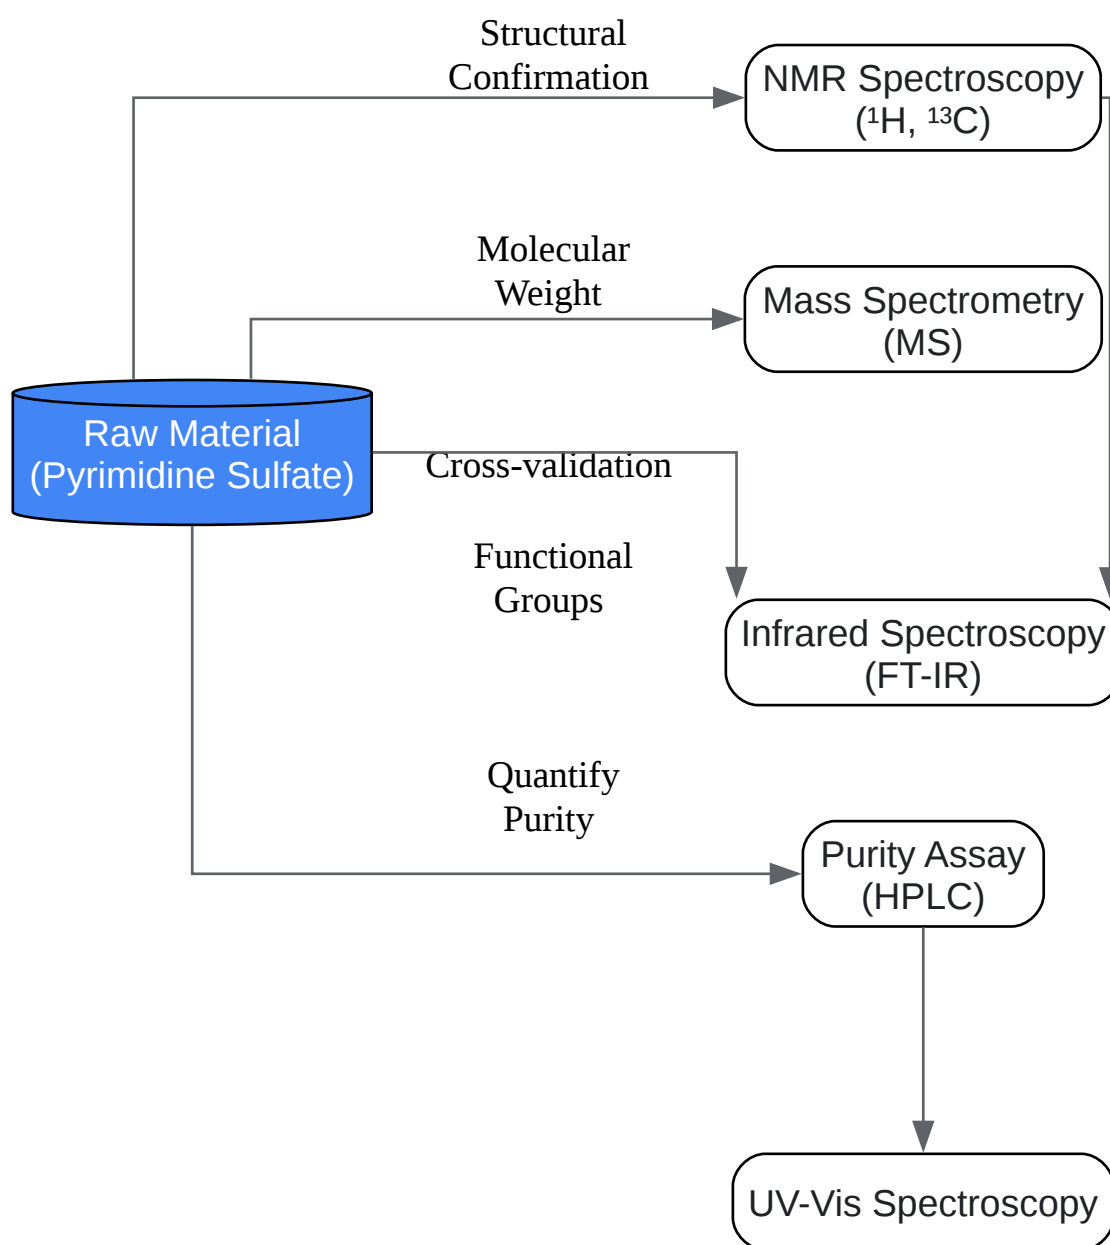 Structural
Confirmation
NMR Spectroscopy
(¹H, ¹³C)
Molecular
Weight
Mass Spectrometry
(MS)
Raw Material
(Pyrimidine Sulfate)
Cross-validation
Functional
Groups
Infrared Spectroscopy
(FT-IR)
Quantify
Purity
Purity Assay
(HPLC)
UV-Vis Spectroscopy